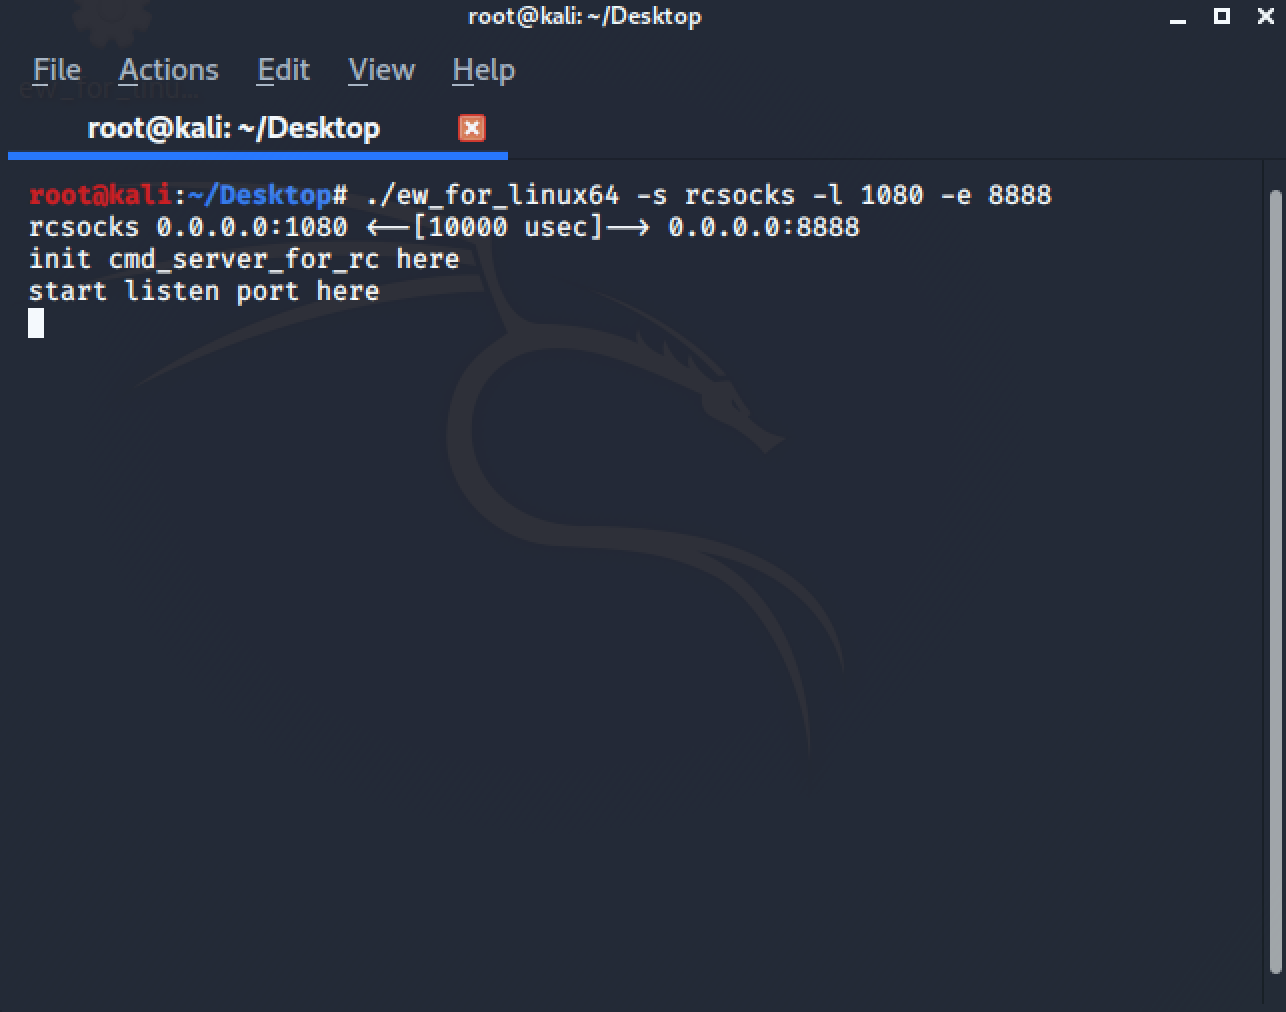 root@kali: ~/Desktop
File Actions Edit View Help
ew_for_linu...
root@kali: ~/Desktop
root@kali:~/Desktop# ./ew_for_linux64 -s rcsocks -l 1080 -e 8888
rcsocks 0.0.0.0:1080 <--[10000 usec]--> 0.0.0.0:8888
init cmd_server_for_rc here
start listen port here